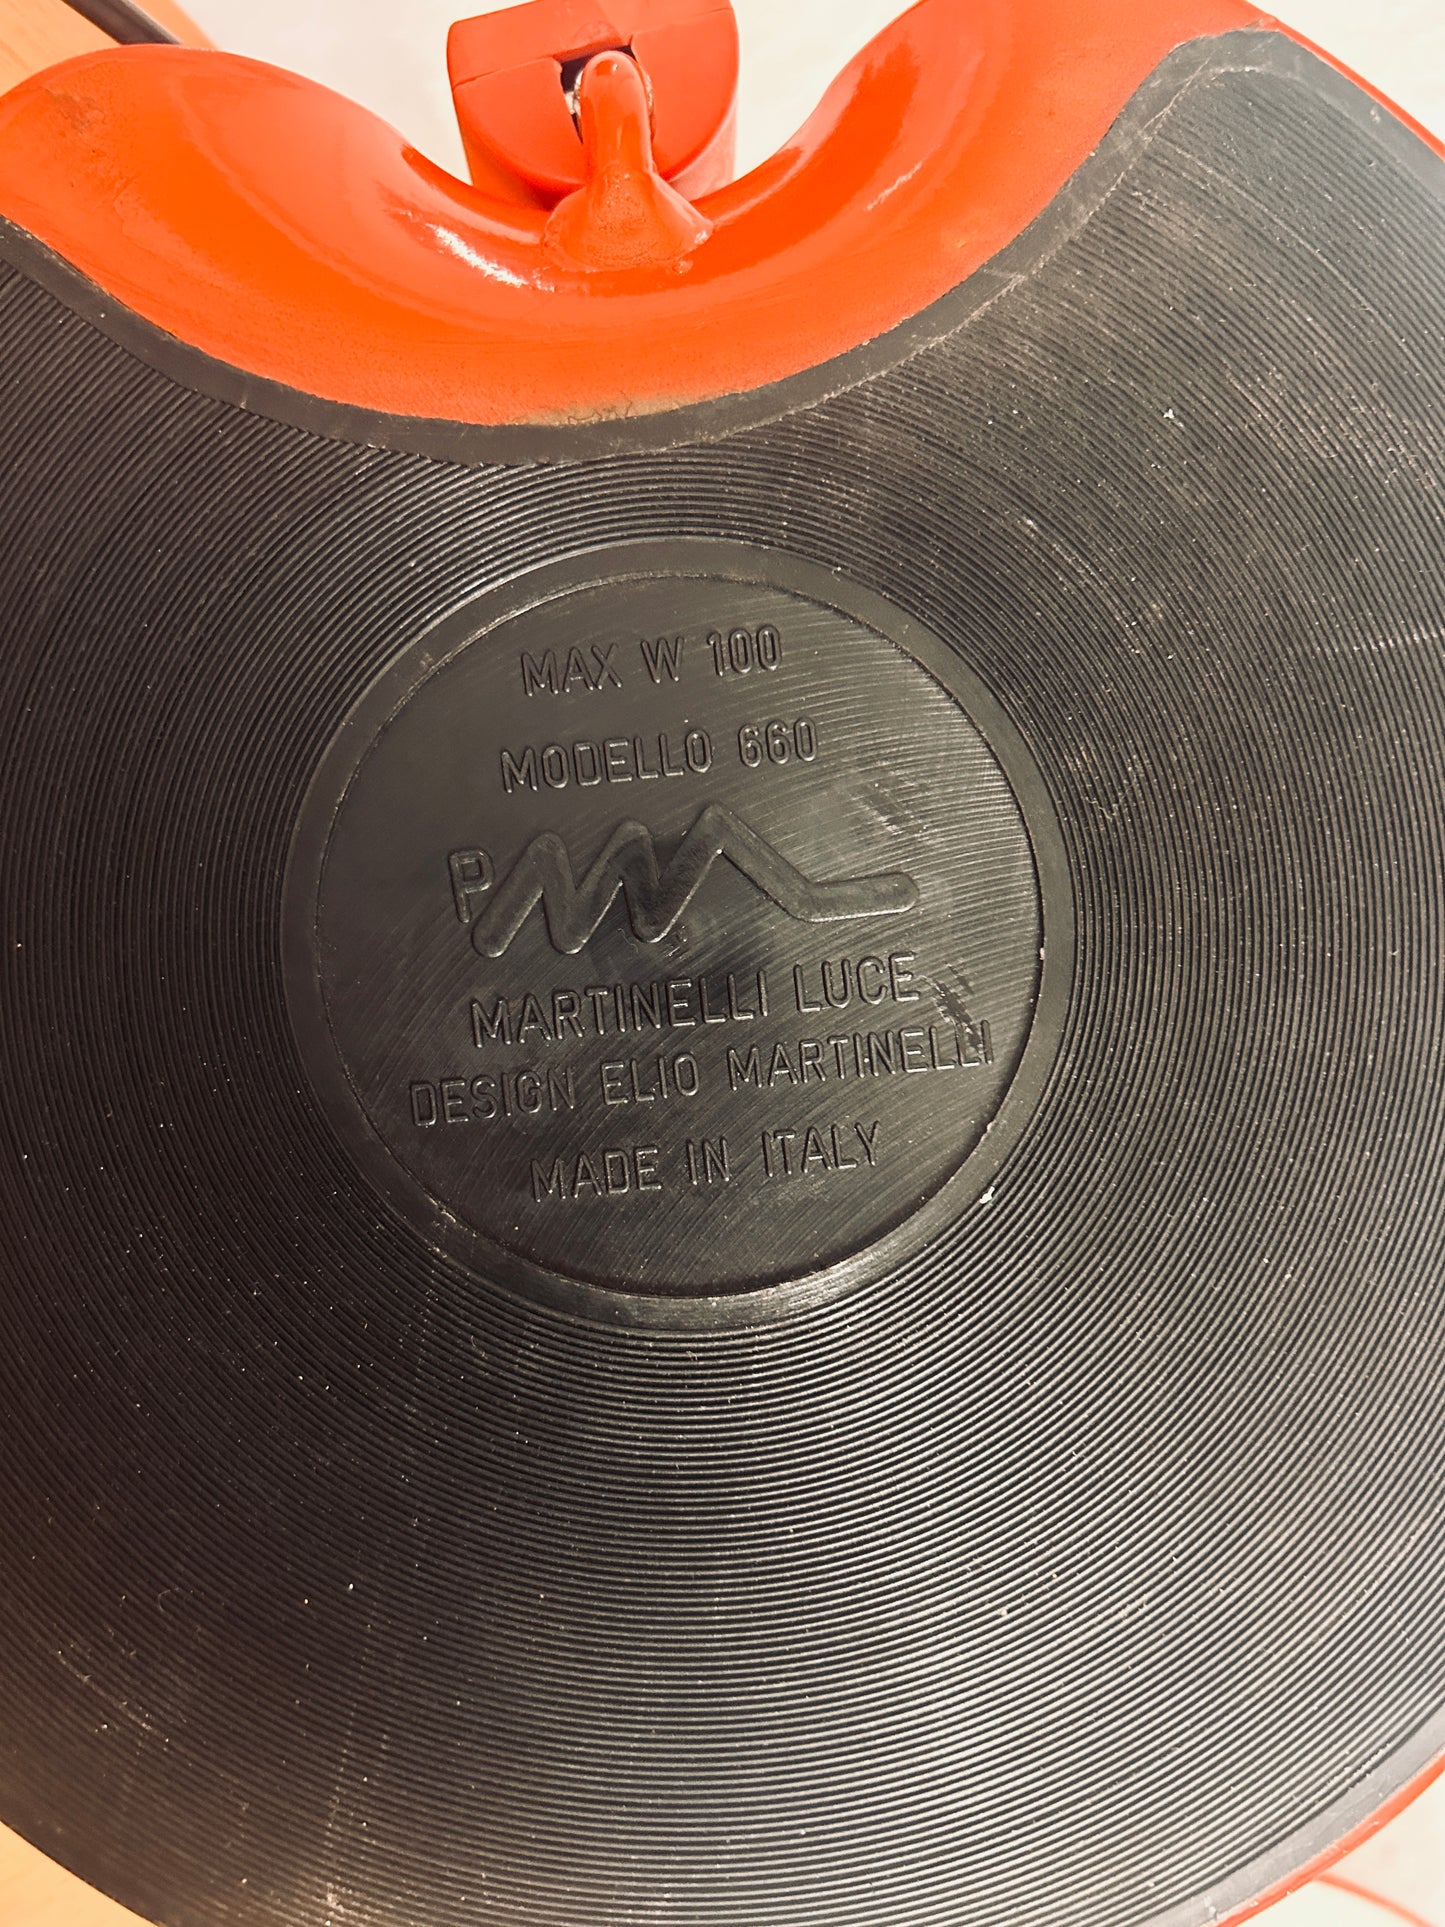 MAX W 100
MODELLO 660
P
MARTINELLI LUCE
DESIGN ELIO MARTINELLI
MADE IN ITALY